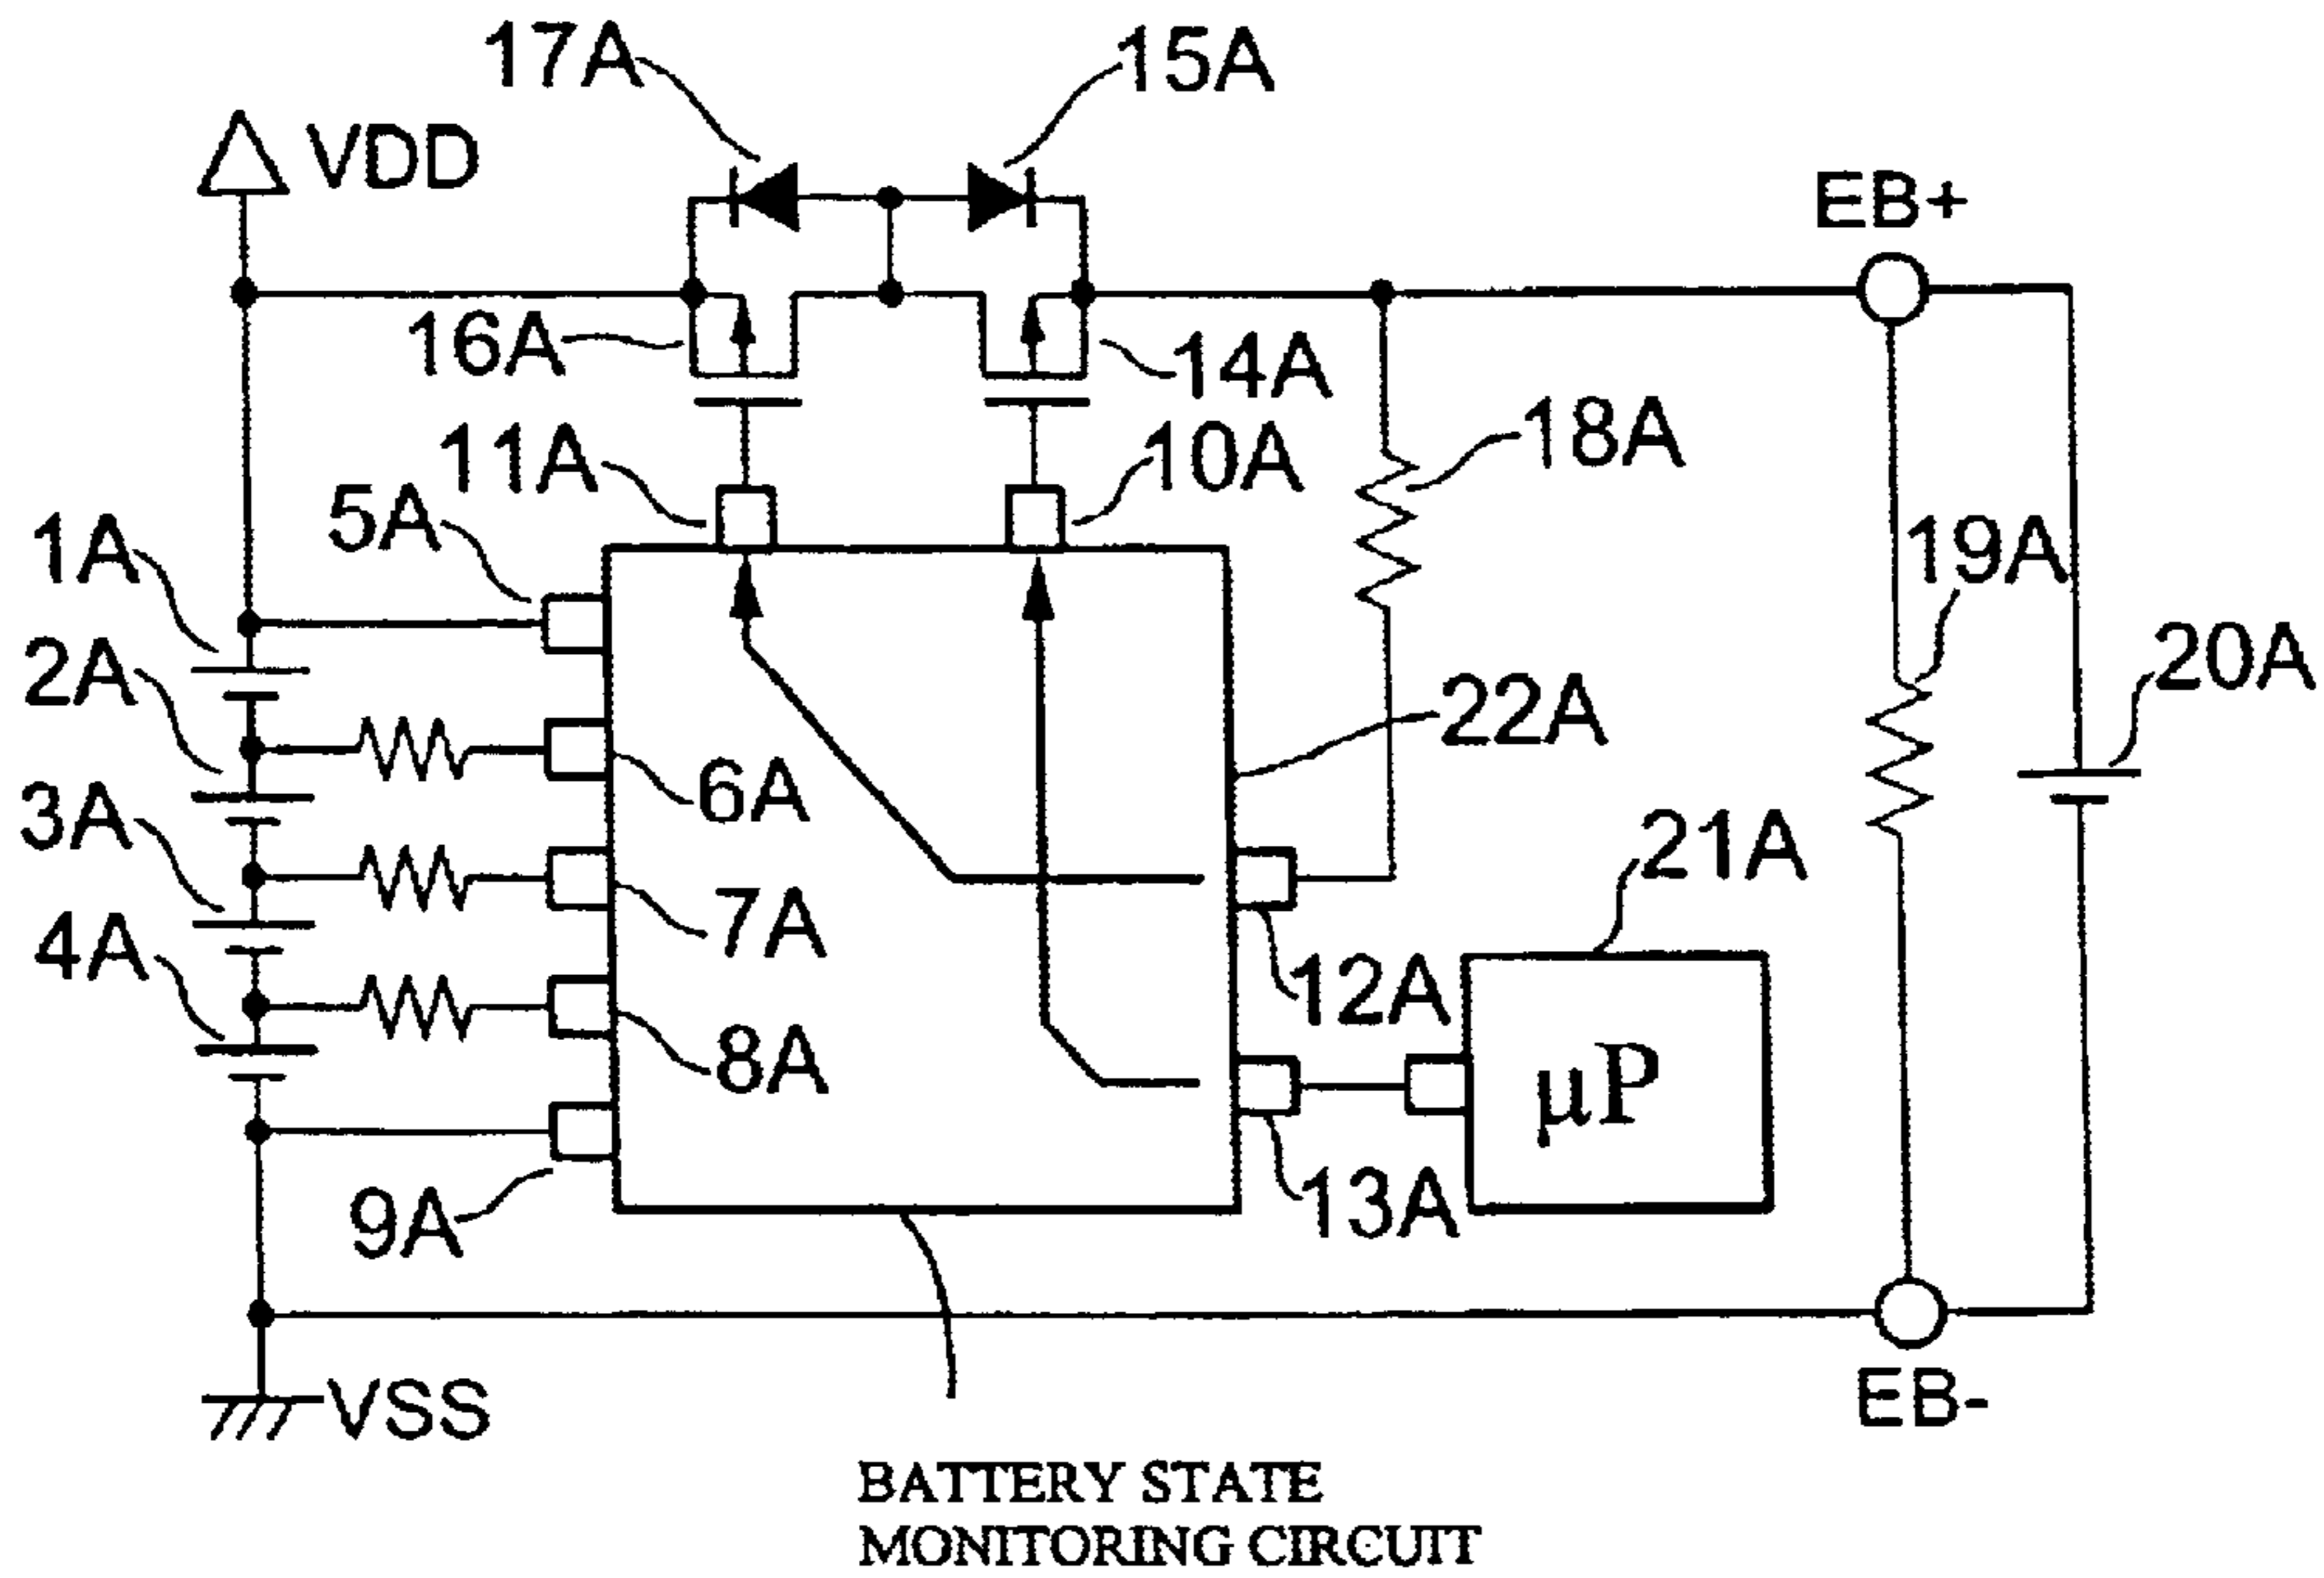 17A
15A
VDD
EB+
16A
14A
11A
10A
18A
5A
1A
19A
2A
20A
22A
6A
3A
21A
7A
4A
12A
8A
μP
9A
13A
VSS
EB-
BATTERY STATE
MONITORING CIRCUIT